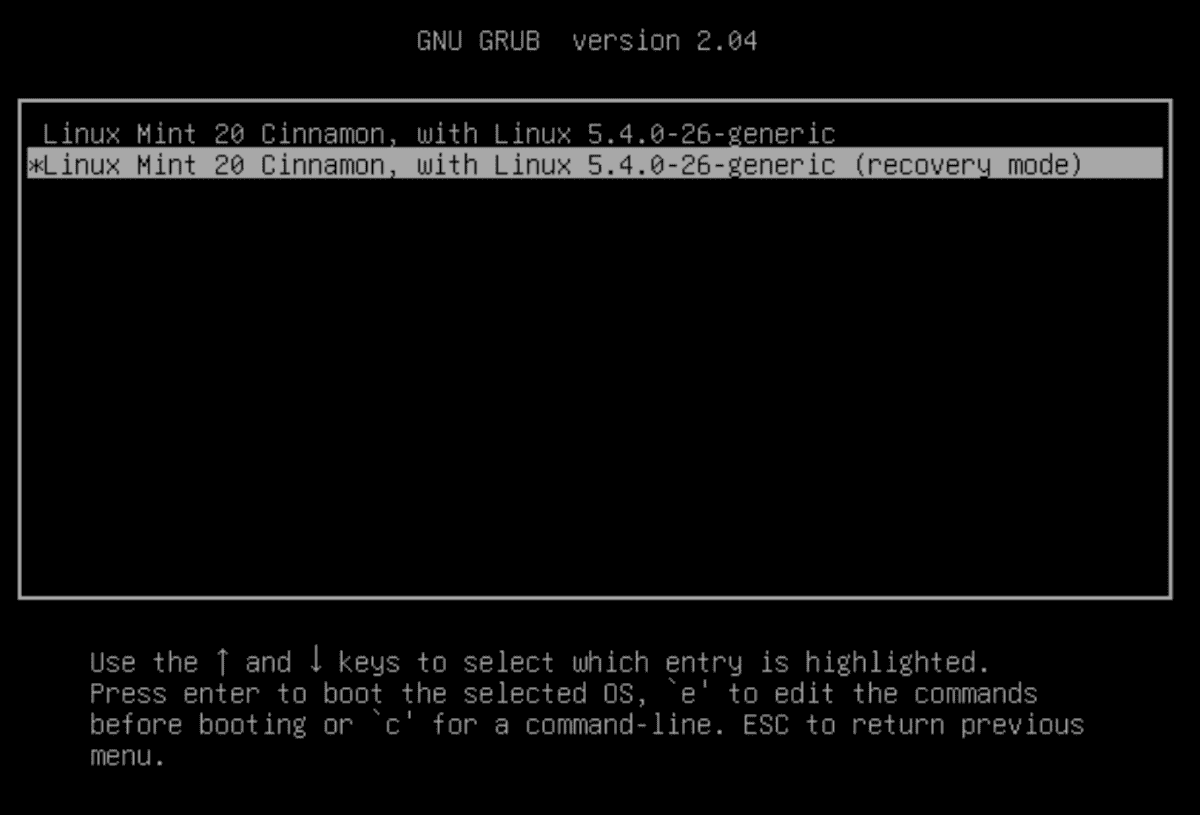 GNU GRUB  version 2.04
Linux Mint 20 Cinnamon, with Linux 5.4.0-26-generic
*Linux Mint 20 Cinnamon, with Linux 5.4.0-26-generic (recovery mode)
Use the ↑ and ↓ keys to select which entry is highlighted.
Press enter to boot the selected OS, `e' to edit the commands
before booting or `c' for a command-line. ESC to return previous
menu.